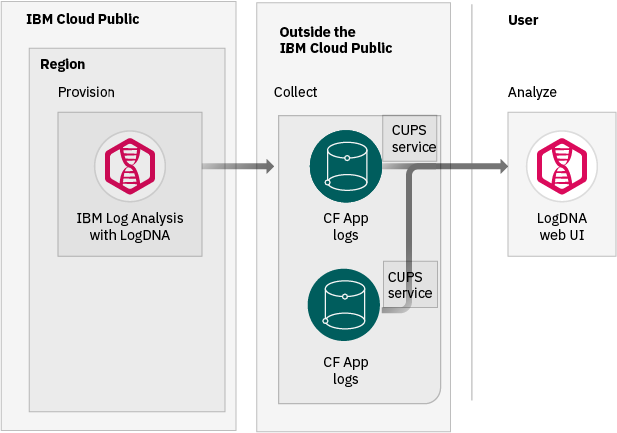 IBM Cloud Public
Region
Provision
IBM Log Analysis
with LogDNA
Outside the
IBM Cloud Public
Collect
CUPS
service
CF App
logs
CUPS
service
CF App
logs
User
Analyze
LogDNA
web UI